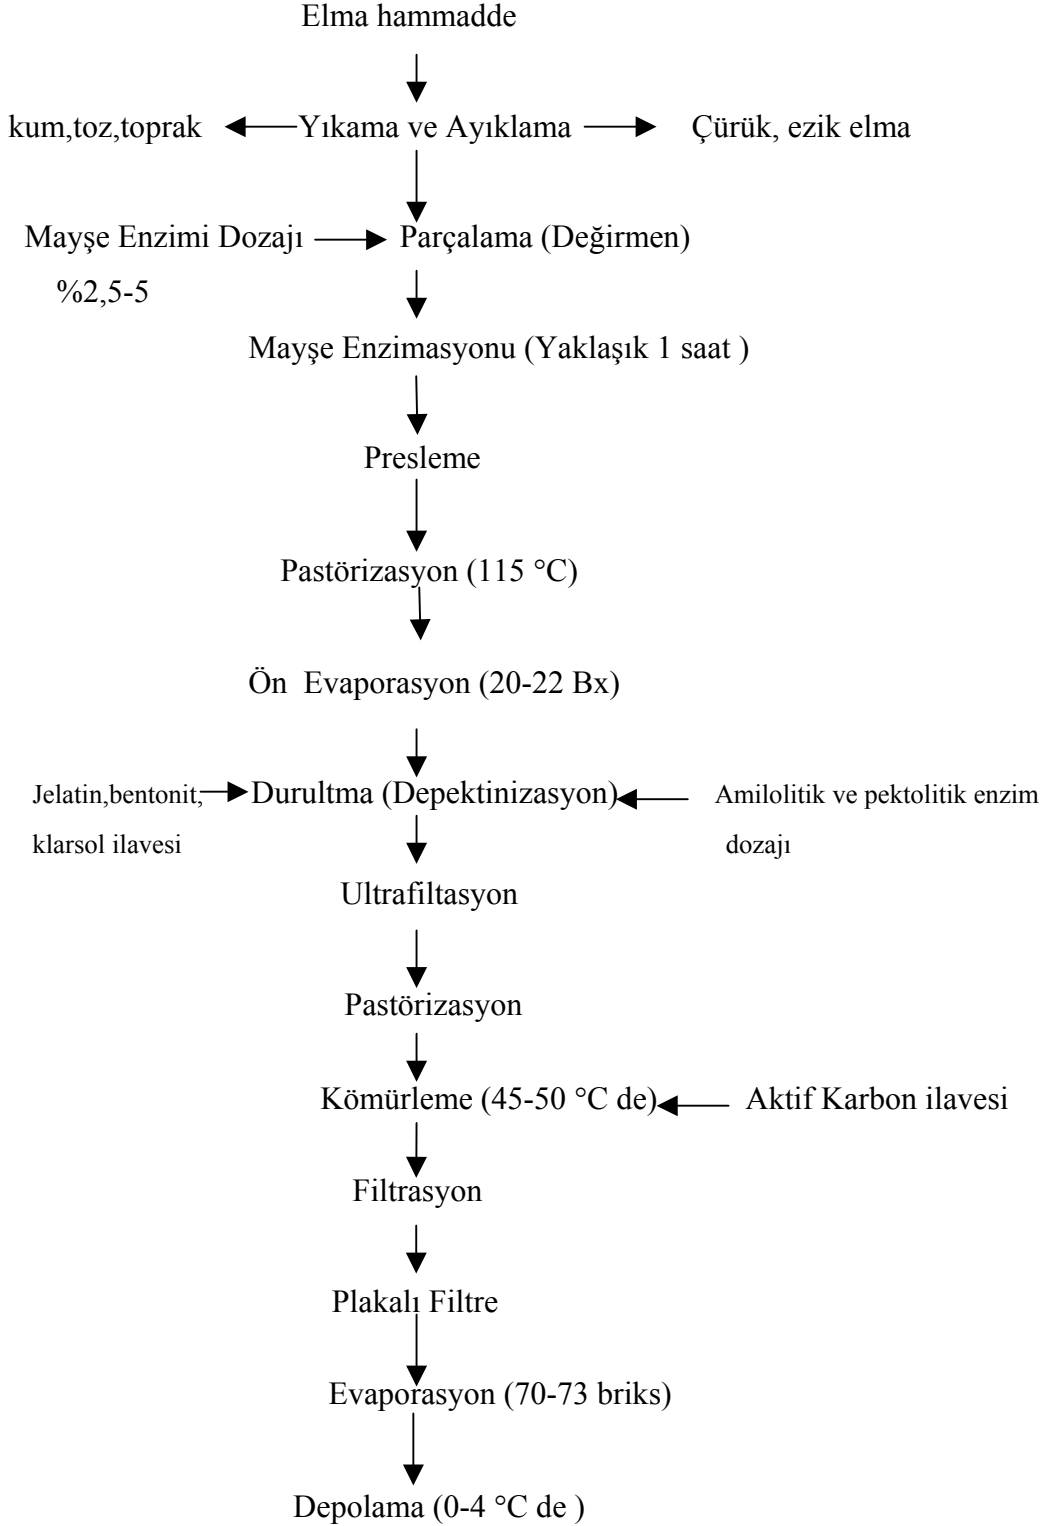 Elma hammadde
kum,toz,toprak Yıkama ve Ayıklama Çürük, ezik elma
Mayşe Enzimi Dozajı Parçalama (Değirmen)
%2,5-5
Mayşe Enzimasyonu (Yaklaşık 1 saat )
Presleme
Pastörizasyon (115 °C)
Ön Evaporasyon (20-22 Bx)
Jelatin,bentonit, Durultma (Depektinizasyon) Amilolitik ve pektolitik enzim
klarsol ilavesi dozajı
Ultrafiltasyon
Pastörizasyon
Kömürleme (45-50 °C de) Aktif Karbon ilavesi
Filtrasyon
Plakalı Filtre
Evaporasyon (70-73 briks)
Depolama (0-4 °C de )